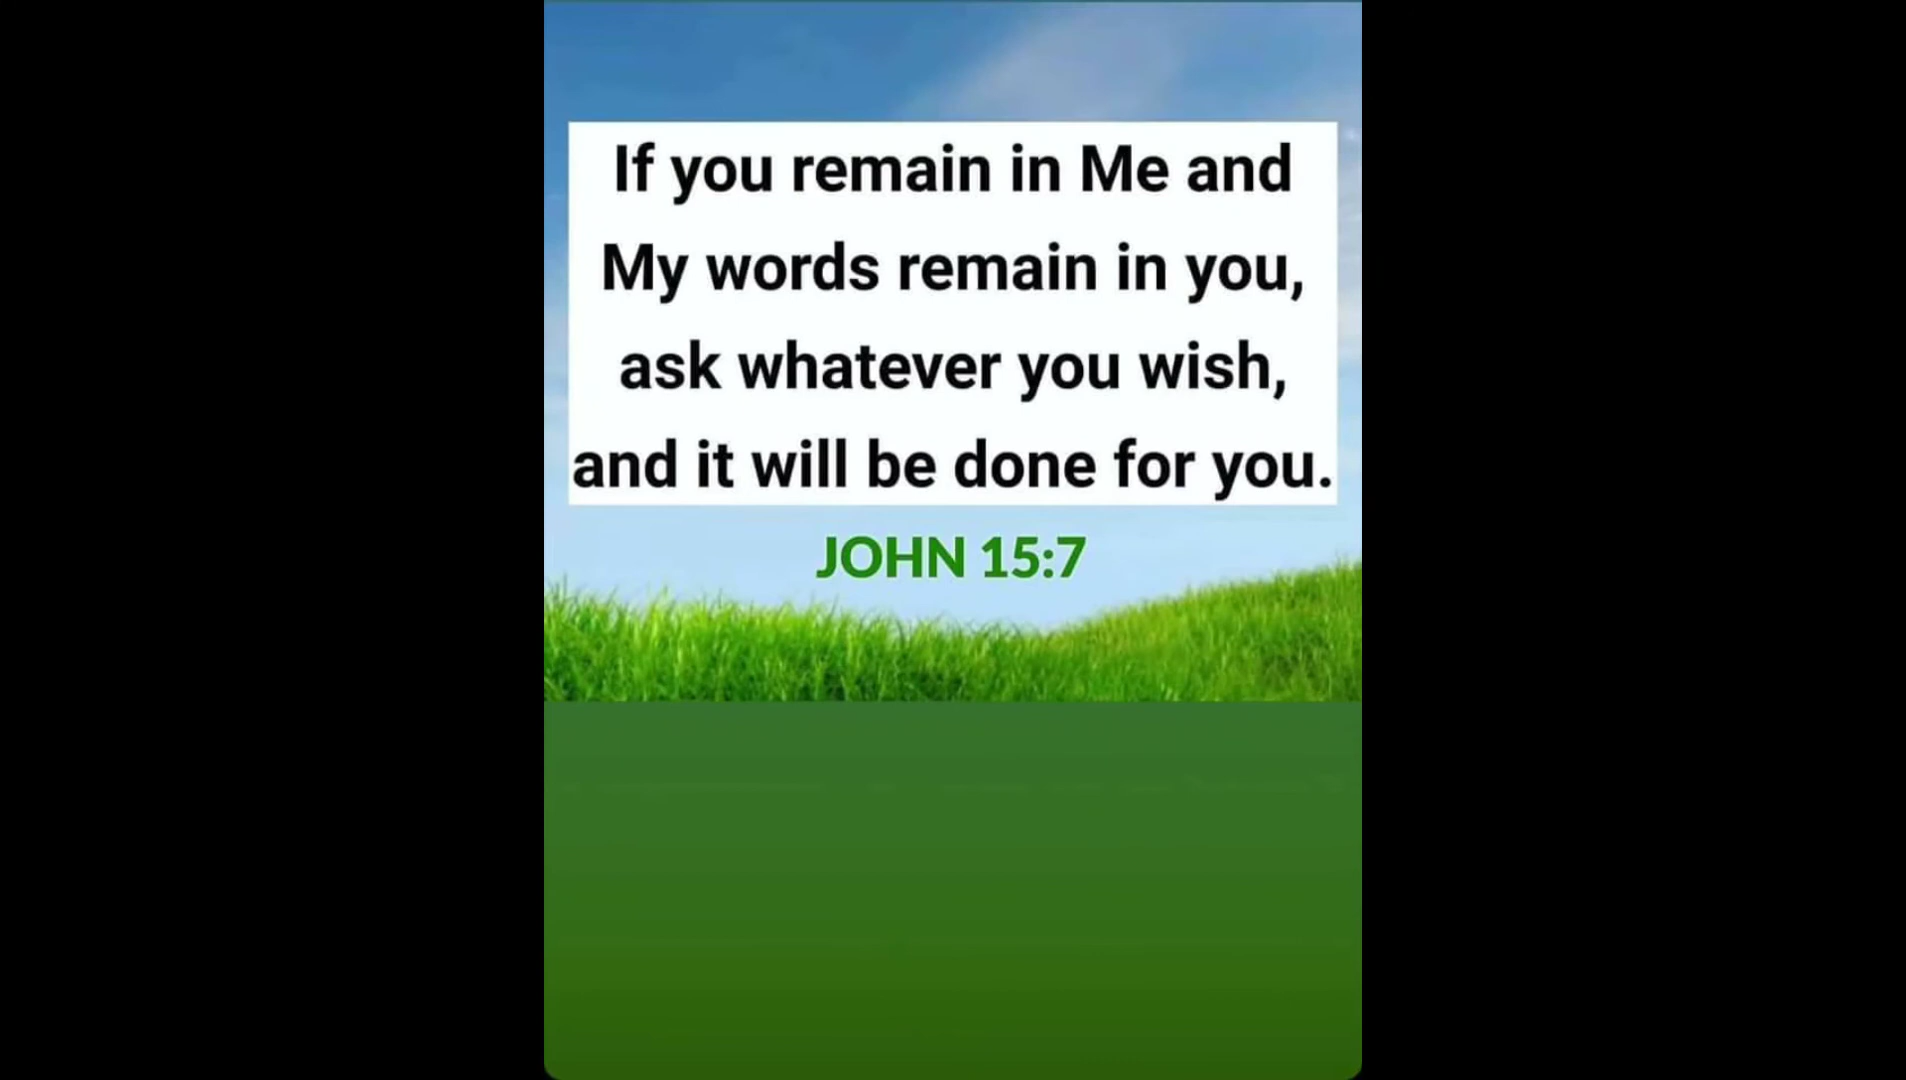 If you remain in Me and
My words remain in you,
ask whatever you wish,
and it will be done for you.
JOHN 15:7